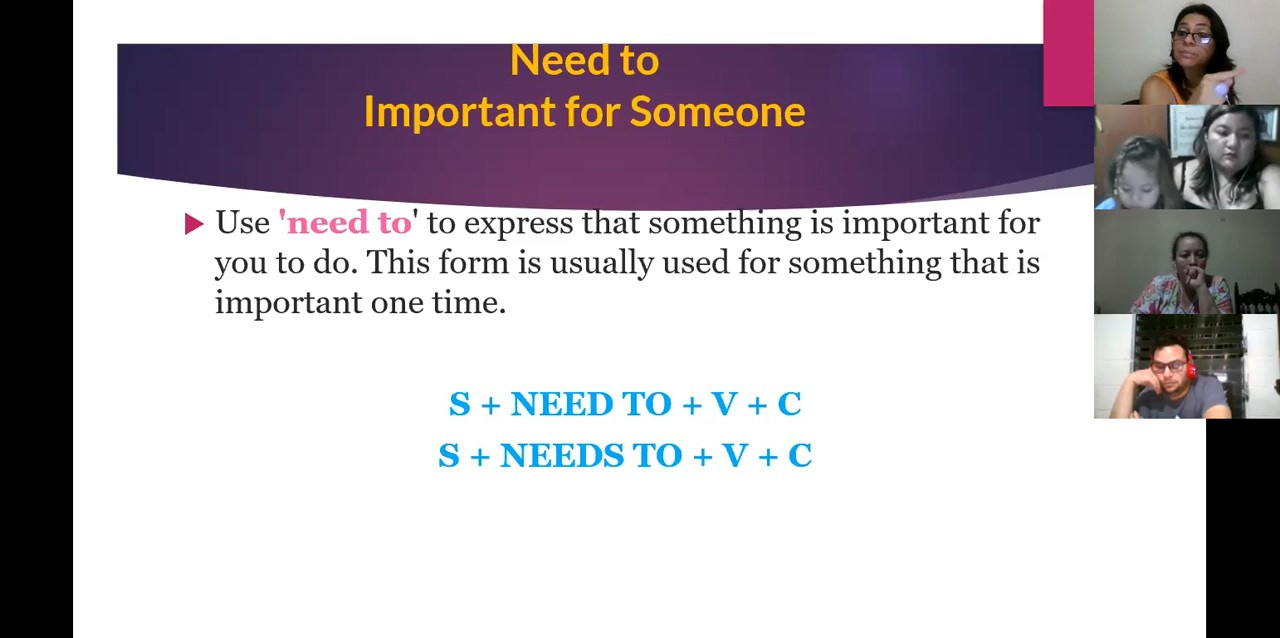 Need to
Important for Someone
Use 'need to' to express that something is important for
you to do. This form is usually used for something that is
important one time.
S + NEED TO + V + C
S + NEEDS TO + V + C